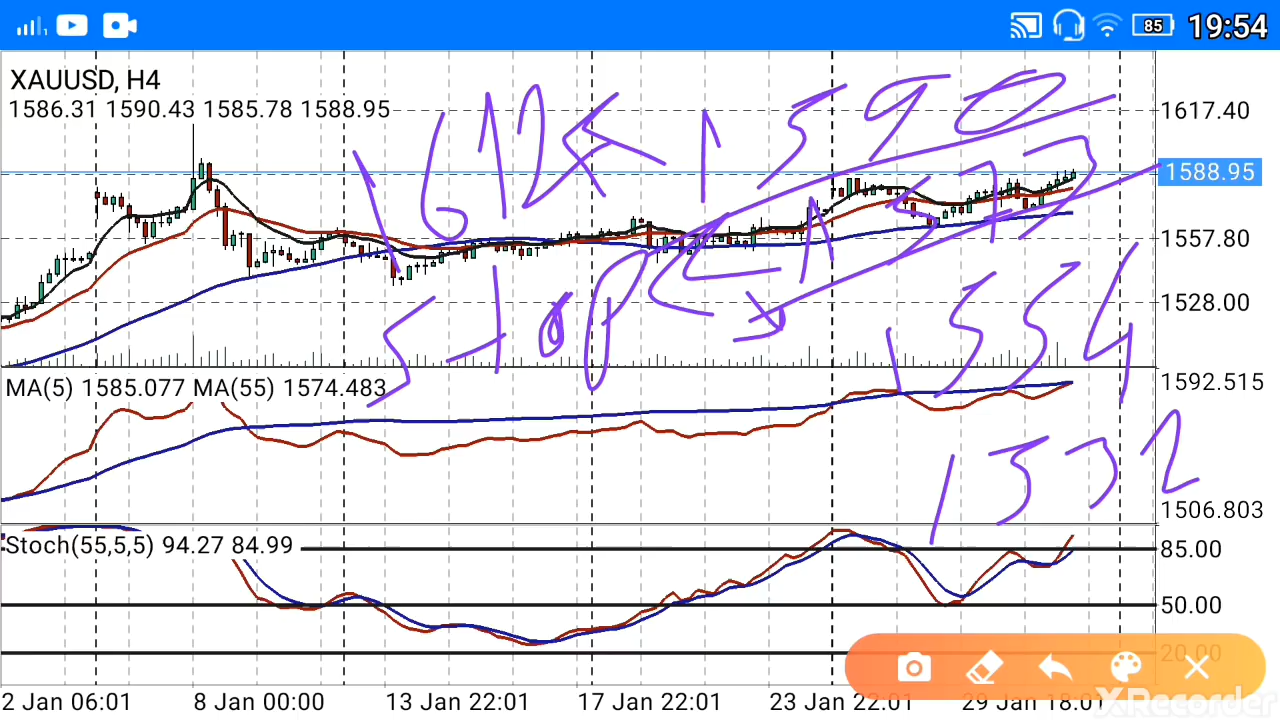 85 19:54
XAUUSD, H4
1586.31 1590.43 1585.78 1588.95
1617.40
1588.95
1557.80
1528.00
1612
1590
1573
stop
1554
1532
MA(5) 1585.077 MA(55) 1574.483
1592.515
1506.803
Stoch(55,5,5) 94.27 84.99
85.00
50.00
20.00
2 Jan 06:01 8 Jan 00:00 13 Jan 22:01 17 Jan 22:01 23 Jan 22:01 29 Jan 18:01
XRecorder